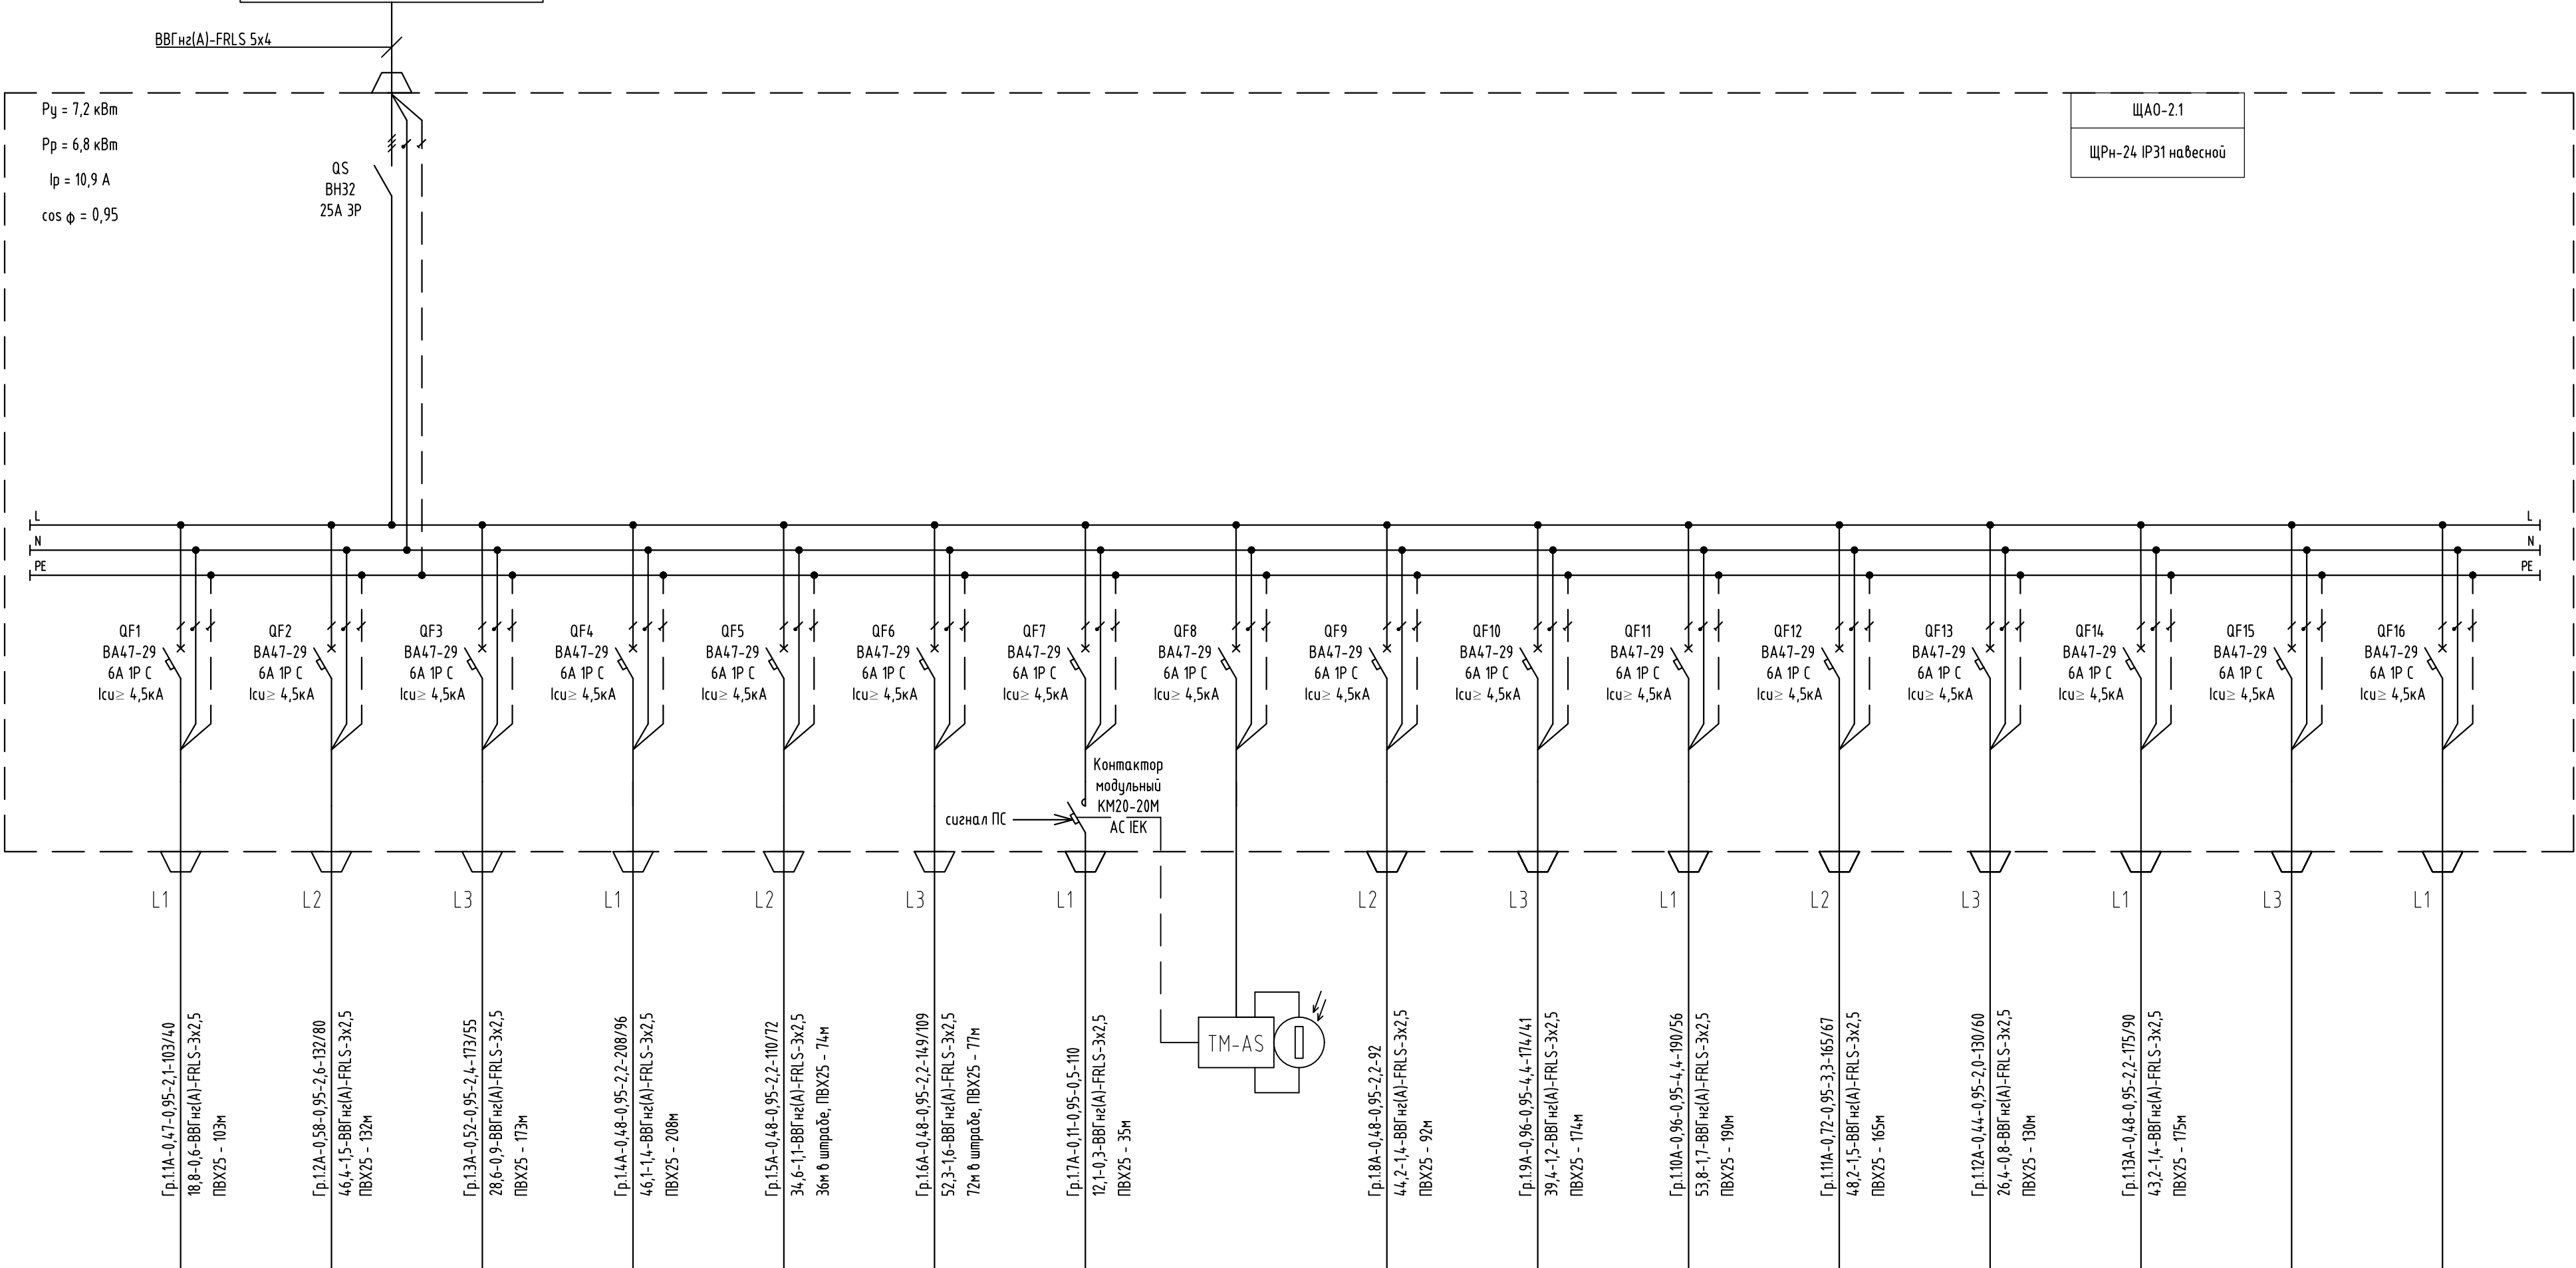 ВВГнг(А)-FRLS 5х4
Ру = 7,2 кВт
Рр = 6,8 кВт
Iр = 10,9 А
cos φ = 0,95
QS
ВН32
25А 3Р
ЩАО-2.1
ЩРн-24 IP31 навесной
L
L
N
N
PE
PE
QF1
ВА47-29
6А 1Р С
Icu≥ 4,5кА
QF2
ВА47-29
6А 1Р С
Icu≥ 4,5кА
QF3
ВА47-29
6А 1Р С
Icu≥ 4,5кА
QF4
ВА47-29
6А 1Р С
Icu≥ 4,5кА
QF5
ВА47-29
6А 1Р С
Icu≥ 4,5кА
QF6
ВА47-29
6А 1Р С
Icu≥ 4,5кА
QF7
ВА47-29
6А 1Р С
Icu≥ 4,5кА
QF8
ВА47-29
6А 1Р С
Icu≥ 4,5кА
QF9
ВА47-29
6А 1Р С
Icu≥ 4,5кА
QF10
ВА47-29
6А 1Р С
Icu≥ 4,5кА
QF11
ВА47-29
6А 1Р С
Icu≥ 4,5кА
QF12
ВА47-29
6А 1Р С
Icu≥ 4,5кА
QF13
ВА47-29
6А 1Р С
Icu≥ 4,5кА
QF14
ВА47-29
6А 1Р С
Icu≥ 4,5кА
QF15
ВА47-29
6А 1Р С
Icu≥ 4,5кА
QF16
ВА47-29
6А 1Р С
Icu≥ 4,5кА
Контактор
модульный
КМ20-20М
AC IEK
сигнал ПС
L1
L2
L3
L1
L2
L3
L1
L2
L3
L1
L2
L3
L1
L3
L1
Гр.1.1А-0,47-0,95-2,1-103/40
18,8-0,6-ВВГнг(А)-FRLS-3х2,5
ПВХ25 - 103м
Гр.1.2А-0,58-0,95-2,6-132/80
46,4-1,5-ВВГнг(А)-FRLS-3х2,5
ПВХ25 - 132м
Гр.1.3А-0,52-0,95-2,4-173/55
28,6-0,9-ВВГнг(А)-FRLS-3х2,5
ПВХ25 - 173м
Гр.1.4А-0,48-0,95-2,2-208/96
46,1-1,4-ВВГнг(А)-FRLS-3х2,5
ПВХ25 - 208м
Гр.1.5А-0,48-0,95-2,2-110/72
34,6-1,1-ВВГнг(А)-FRLS-3х2,5
36м в штрабе, ПВХ25 - 74м
Гр.1.6А-0,48-0,95-2,2-149/109
52,3-1,6-ВВГнг(А)-FRLS-3х2,5
72м в штрабе, ПВХ25 - 77м
Гр.1.7А-0,11-0,95-0,5-110
12,1-0,3-ВВГнг(А)-FRLS-3х2,5
ПВХ25 - 35м
TM-AS
Гр.1.8А-0,48-0,95-2,2-92
44,2-1,4-ВВГнг(А)-FRLS-3х2,5
ПВХ25 - 92м
Гр.1.9А-0,96-0,95-4,4-174/41
39,4-1,2-ВВГнг(А)-FRLS-3х2,5
ПВХ25 - 174м
Гр.1.10А-0,96-0,95-4,4-190/56
53,8-1,7-ВВГнг(А)-FRLS-3х2,5
ПВХ25 - 190м
Гр.1.11А-0,72-0,95-3,3-165/67
48,2-1,5-ВВГнг(А)-FRLS-3х2,5
ПВХ25 - 165м
Гр.1.12А-0,44-0,95-2,0-130/60
26,4-0,8-ВВГнг(А)-FRLS-3х2,5
ПВХ25 - 130м
Гр.1.13А-0,48-0,95-2,2-175/90
43,2-1,4-ВВГнг(А)-FRLS-3х2,5
ПВХ25 - 175м